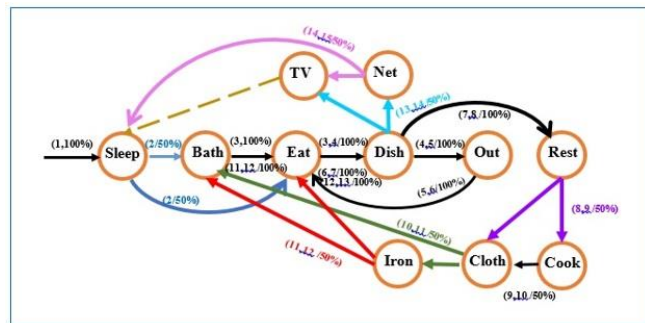 (14,15/50%)
TV
Net
(13,14/50%)
(7,8/100%)
(1,100%)
Sleep
(2/50%)
Bath
(3,100%)
Eat
(3,4/100%)
Dish
(4,5/100%)
Out
Rest
(11,12/100%)
(6,7/100%)
(12,13/100%)
(5,6/100%)
(2/50%)
(8,9/50%)
(10,11/50%)
(11,12 /50%)
Iron
Cloth
Cook
(9,10/50%)